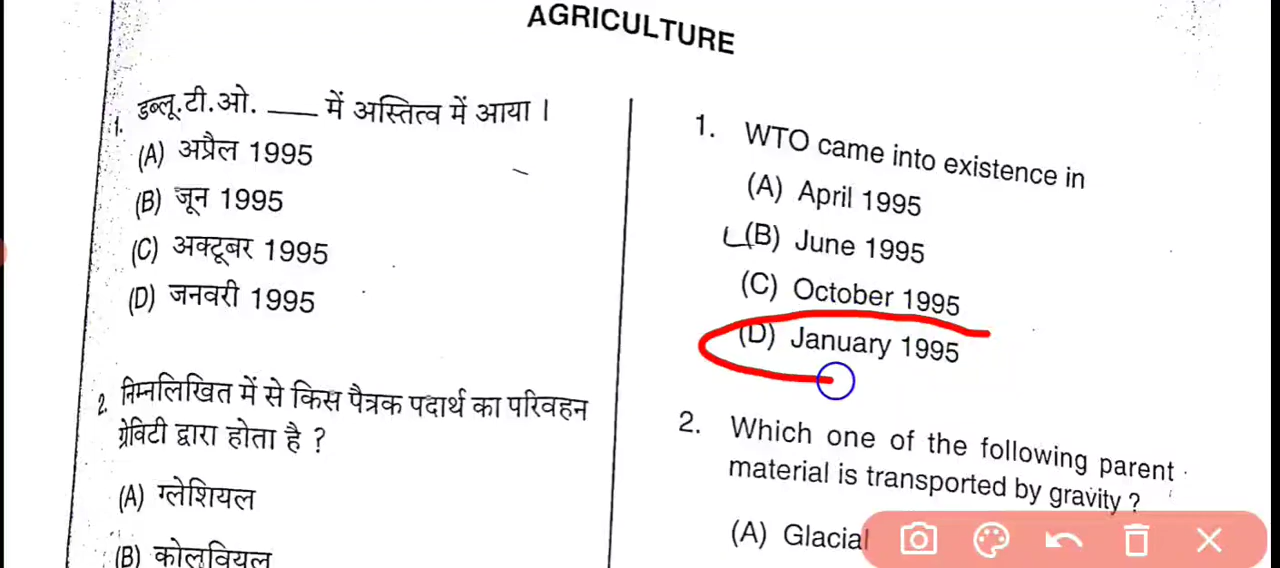 AGRICULTURE
1. डब्लू.टी.ओ. ____ में अस्तित्व में आया ।
(A) अप्रैल 1995
(B) जून 1995
(C) अक्टूबर 1995
(D) जनवरी 1995
2. निम्नलिखित में से किस पैत्रक पदार्थ का परिवहन
ग्रेविटी द्वारा होता है ?
(A) ग्लेशियल
(B) कोलुवियल
1. WTO came into existence in
(A) April 1995
(B) June 1995
(C) October 1995
(D) January 1995
2. Which one of the following parent
material is transported by gravity ?
(A) Glacial